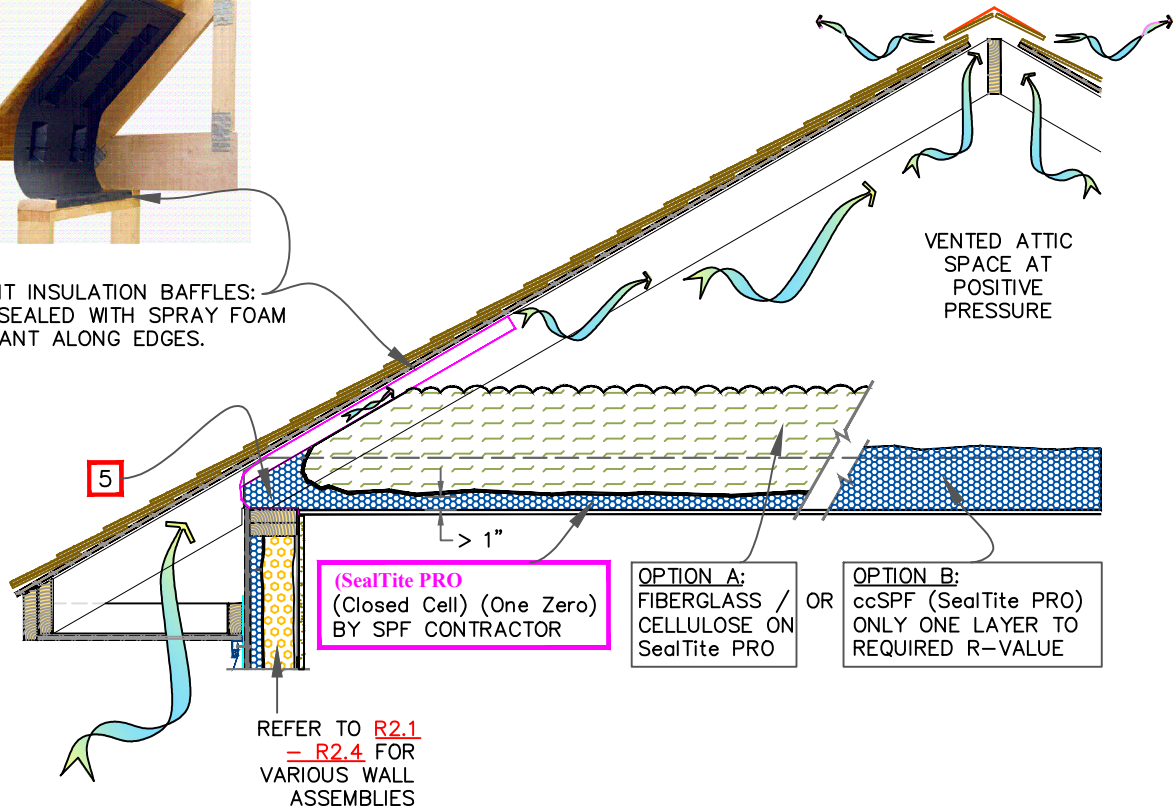 INSULATION BAFFLES:
SEALED WITH SPRAY FOAM
ALONG EDGES.
VENTED ATTIC
SPACE AT
POSITIVE
PRESSURE
5
> 1"
(SealTite PRO
(Closed Cell) (One Zero)
BY SPF CONTRACTOR
OPTION A:
FIBERGLASS /
CELLULOSE ON
SealTite PRO
OR
OPTION B:
ccSPF (SealTite PRO)
ONLY ONE LAYER TO
REQUIRED R-VALUE
REFER TO R2.1
- R2.4 FOR
VARIOUS WALL
ASSEMBLIES